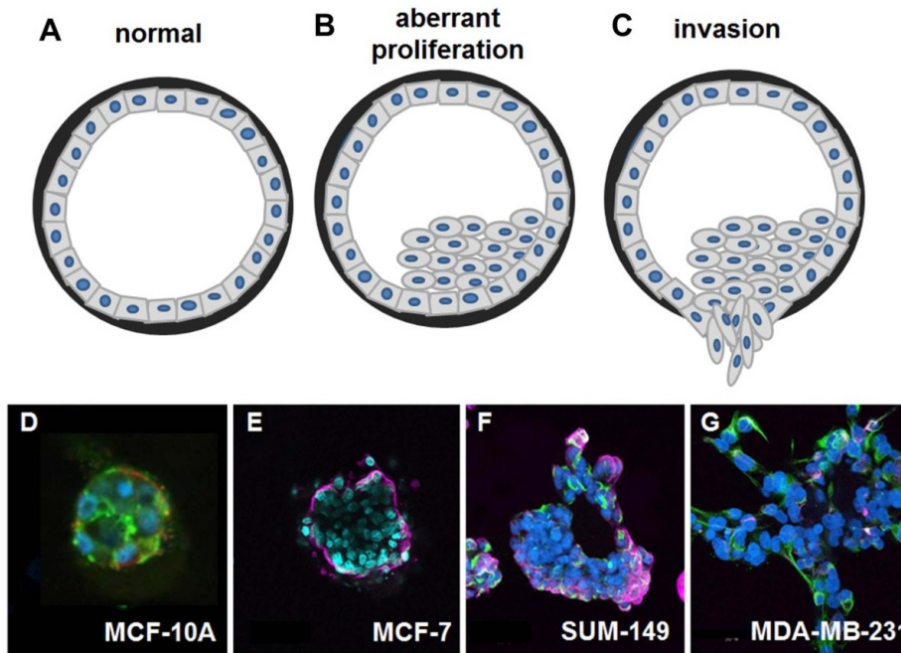 A normal
B aberrant
proliferation
C invasion
D
MCF-10A
E
MCF-7
F
SUM-149
G
MDA-MB-231